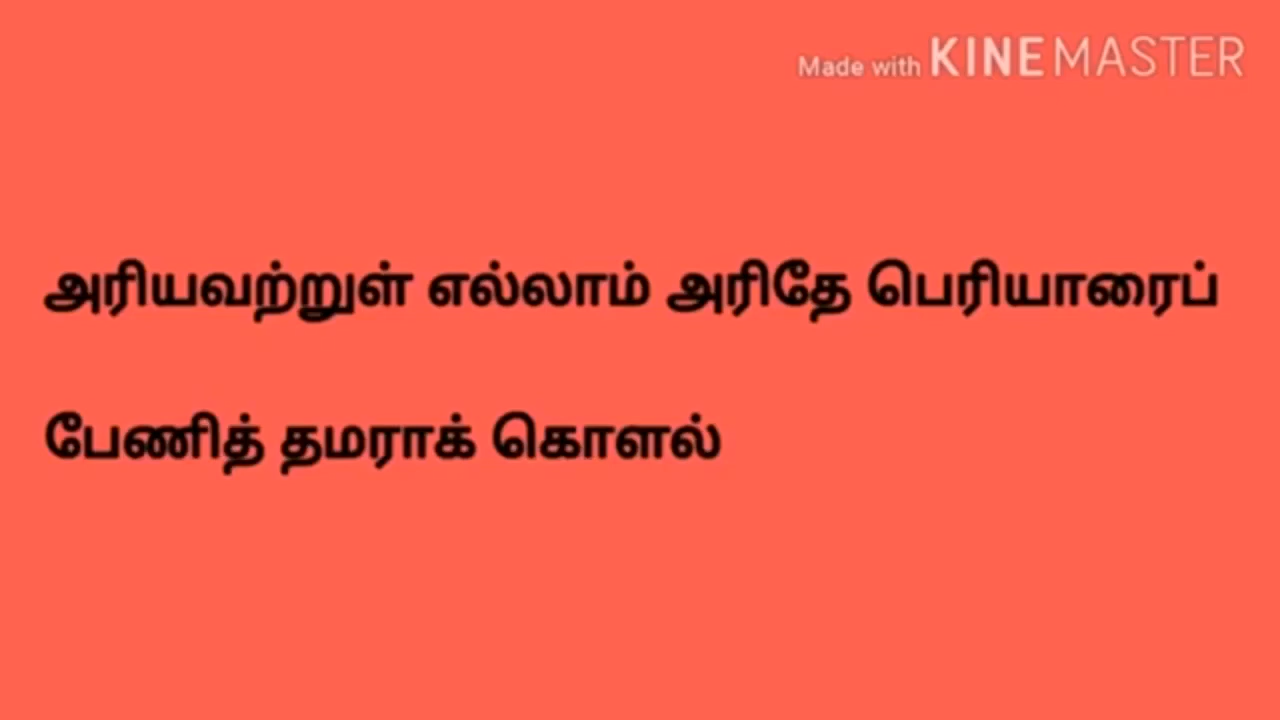 Made with KINEMASTER
அரியவற்றுள் எல்லாம் அரிதே பெரியாரைப்
பேணித் தமராக் கொளல்